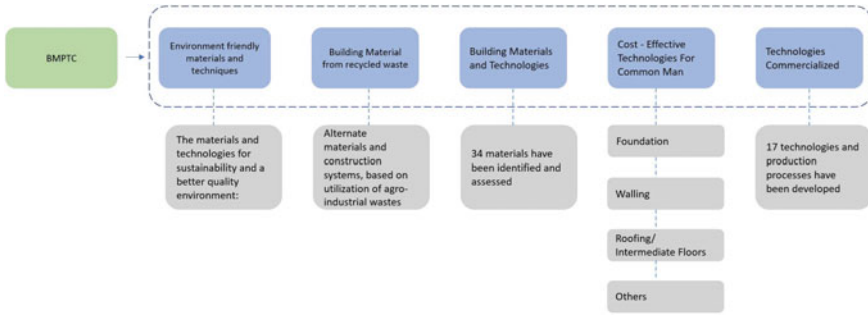 BMPTC
Environment friendly
materials and
techniques
Building Material
from recycled waste
Building Materials
and Technologies
Cost - Effective
Technologies For
Common Man
Technologies
Commercialized
The materials and
technologies for
sustainability and a
better quality
environment:
Alternate
materials and
construction
systems, based on
utilization of agro-
industrial wastes
34 materials have
been identified and
assessed
Foundation
Walling
Roofing/
Intermediate Floors
Others
17 technologies and
production
processes have
been developed